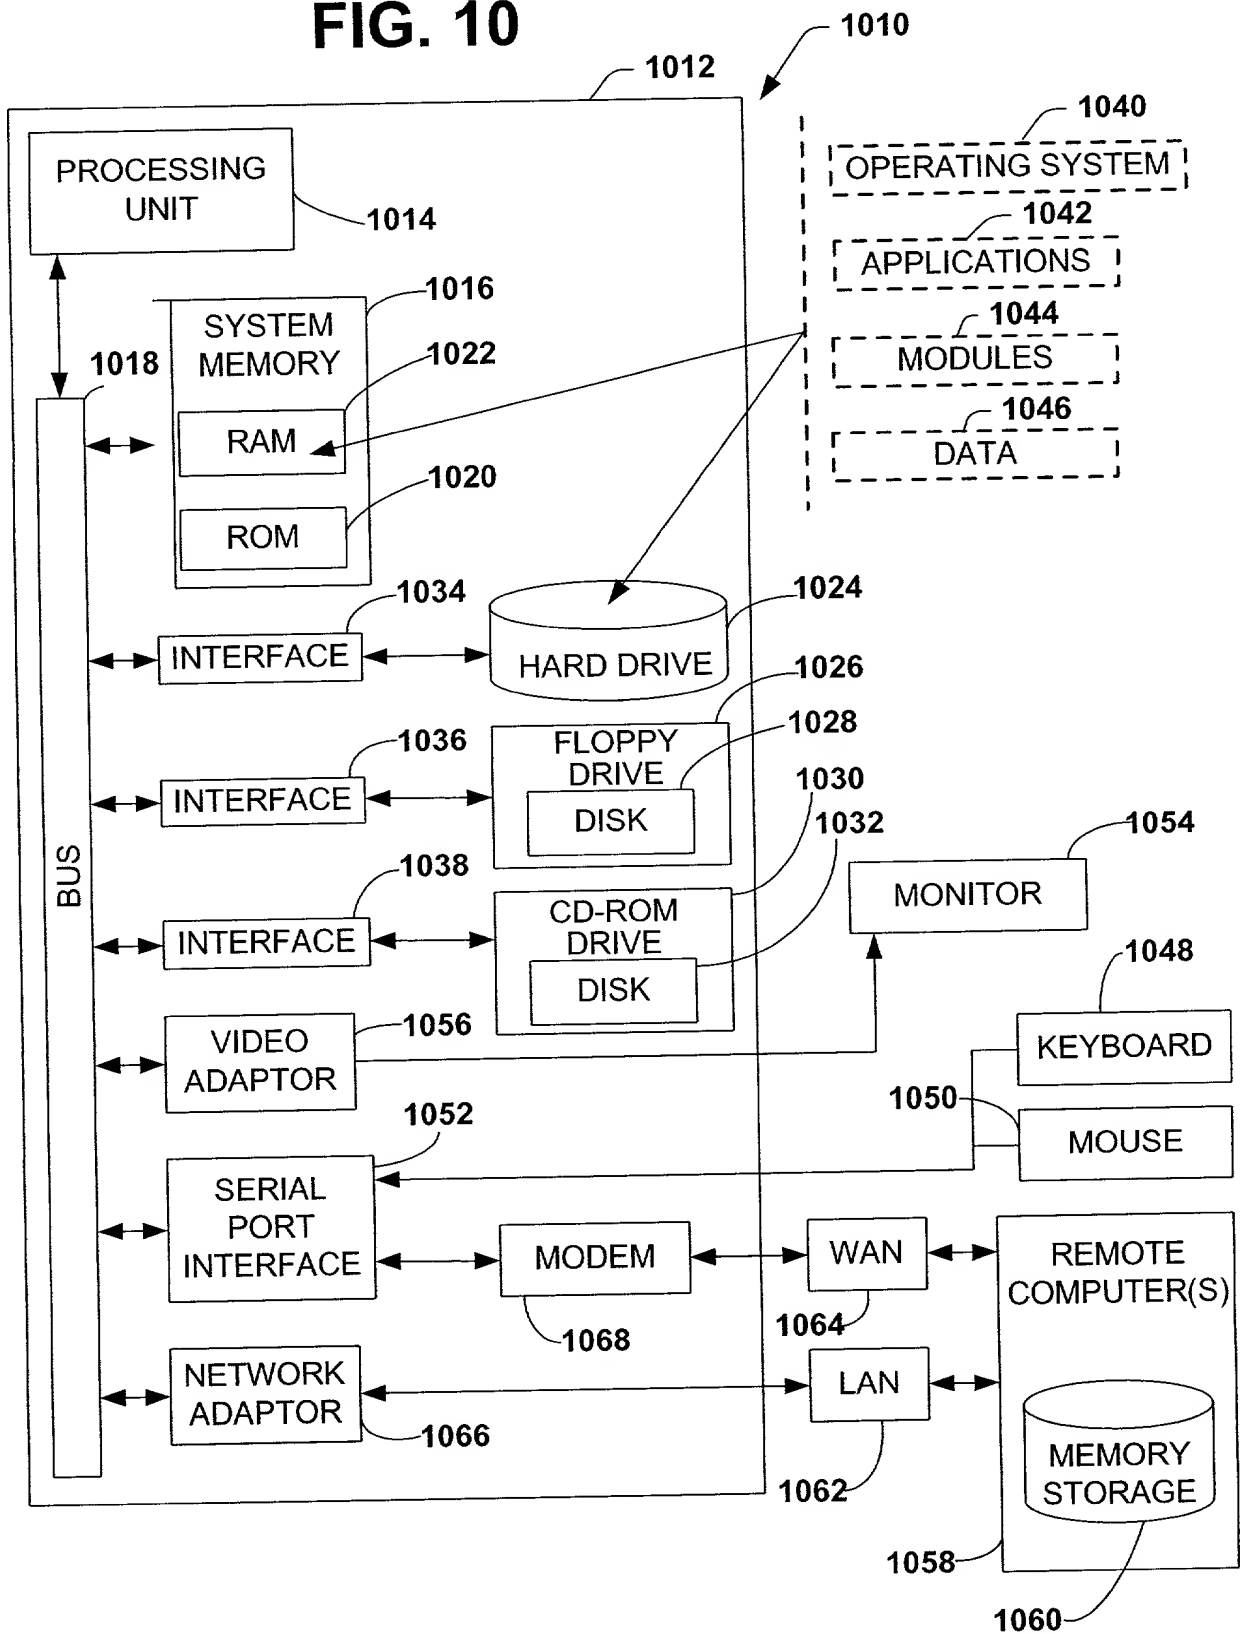 FIG. 10
1010
1012
PROCESSING
UNIT
1014
1040
OPERATING SYSTEM
1042
APPLICATIONS
1044
MODULES
1046
DATA
1016
SYSTEM
MEMORY
1018
1022
RAM
1020
ROM
1034
INTERFACE
1024
HARD DRIVE
1026
1036
INTERFACE
FLOPPY
DRIVE
1028
DISK
1030
1032
1038
INTERFACE
CD-ROM
DRIVE
DISK
BUS
1054
MONITOR
1056
VIDEO
ADAPTOR
1048
KEYBOARD
1050
MOUSE
1052
SERIAL
PORT
INTERFACE
MODEM
1068
WAN
1064
REMOTE
COMPUTER(S)
NETWORK
ADAPTOR
1066
LAN
1062
MEMORY
STORAGE
1058
1060